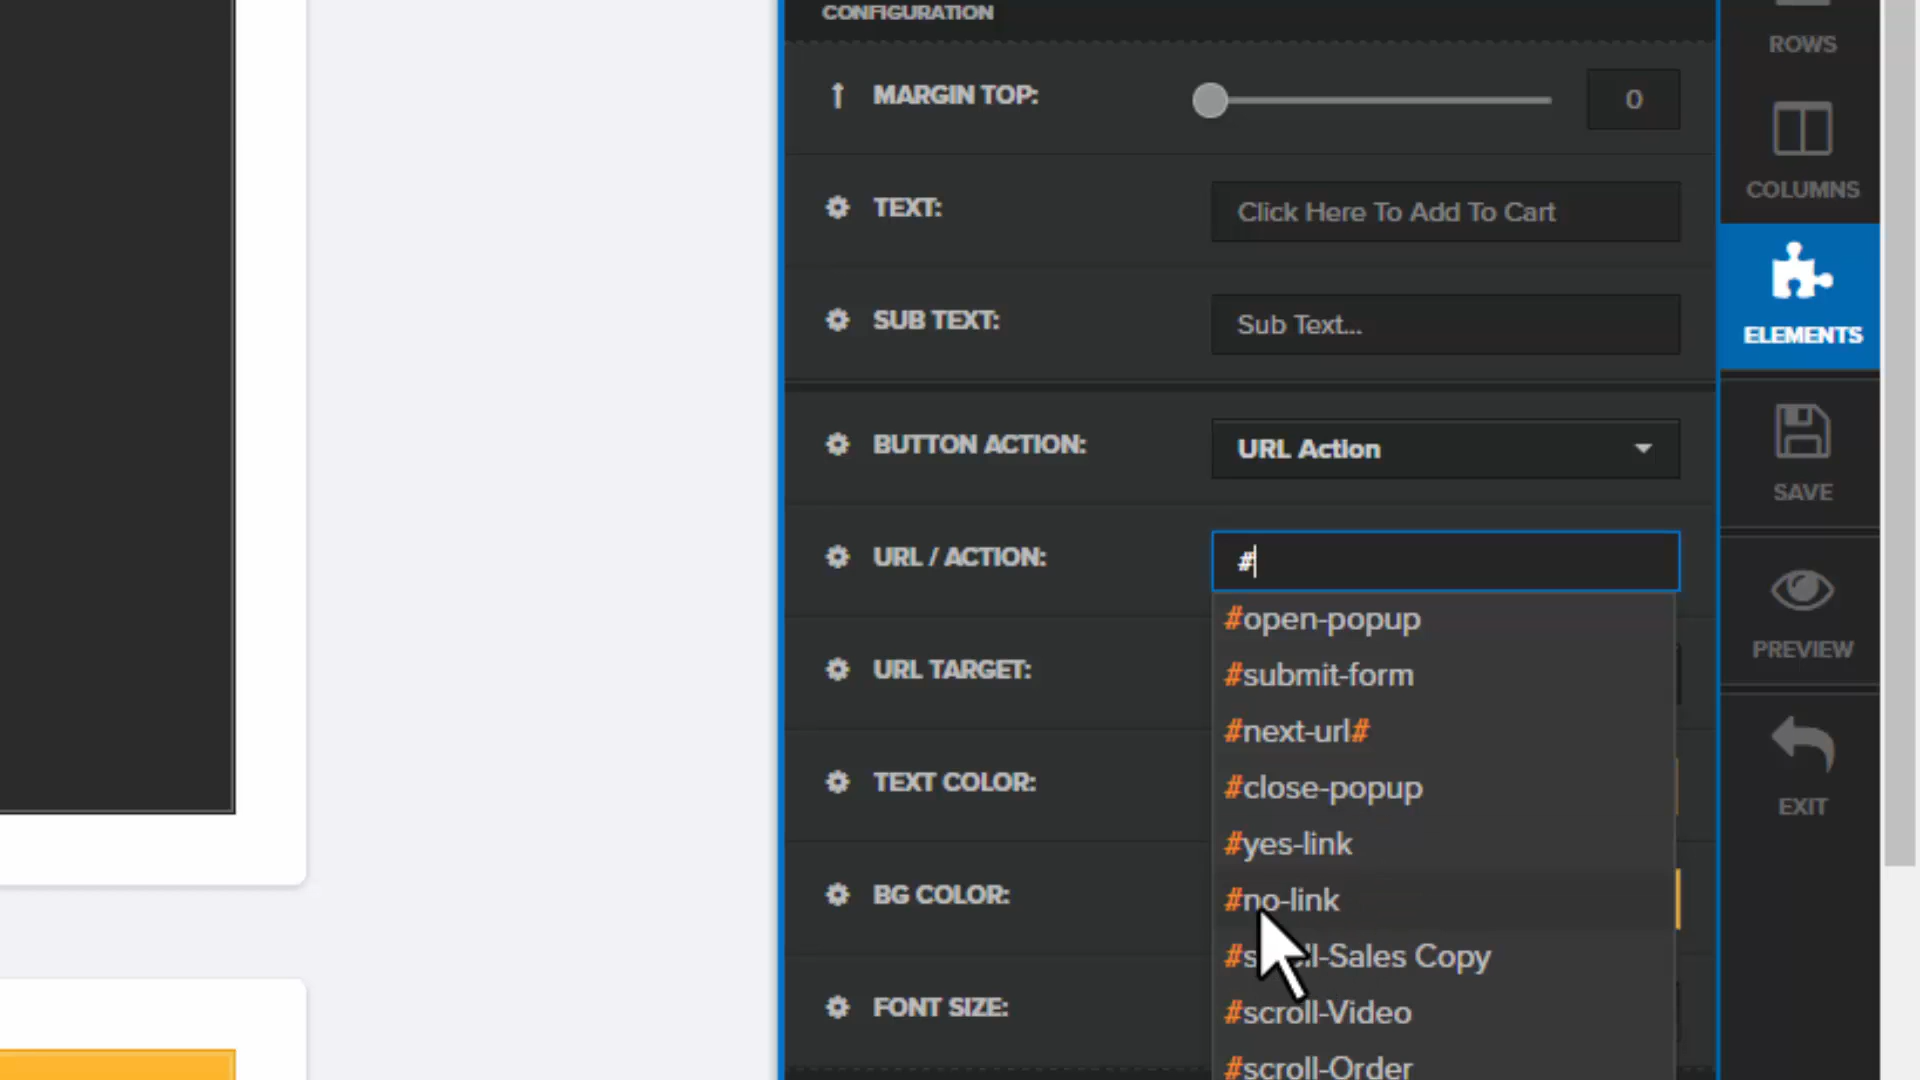 CONFIGURATION
MARGIN TOP:
0
TEXT:
Click Here To Add To Cart
SUB TEXT:
Sub Text...
BUTTON ACTION:
URL Action
URL / ACTION:
#
#open-popup
#submit-form
#next-url#
#close-popup
#yes-link
#no-link
#scroll-Sales Copy
#scroll-Video
#scroll-Order
URL TARGET:
TEXT COLOR:
BG COLOR:
FONT SIZE:
ROWS
COLUMNS
ELEMENTS
SAVE
PREVIEW
EXIT